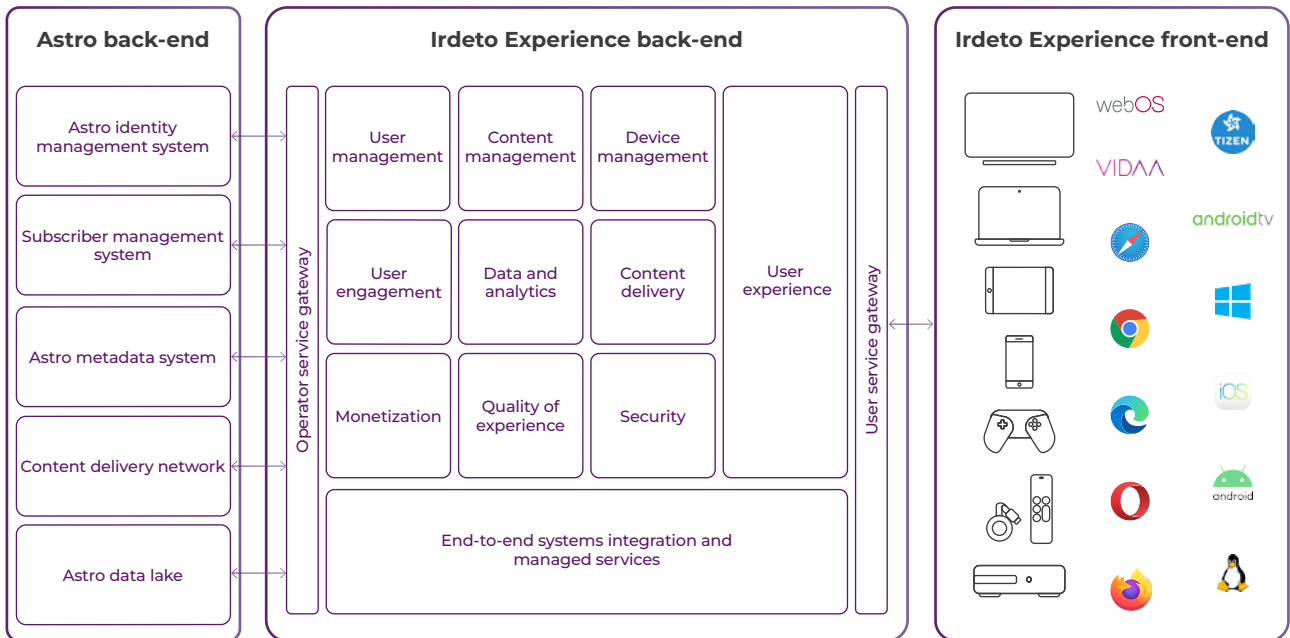 Astro back-end
Astro identity
management system
Subscriber management
system
Astro metadata system
Content delivery network
Astro data lake
Irdeto Experience back-end
Operator service gateway
User
management
Content
management
Device
management
User
engagement
Data and
analytics
Content
delivery
Monetization
Quality of
experience
Security
User
experience
End-to-end systems integration and
managed services
User service gateway
Irdeto Experience front-end
webOS
TIZEN
VIDAA
androidtv
iOS
android